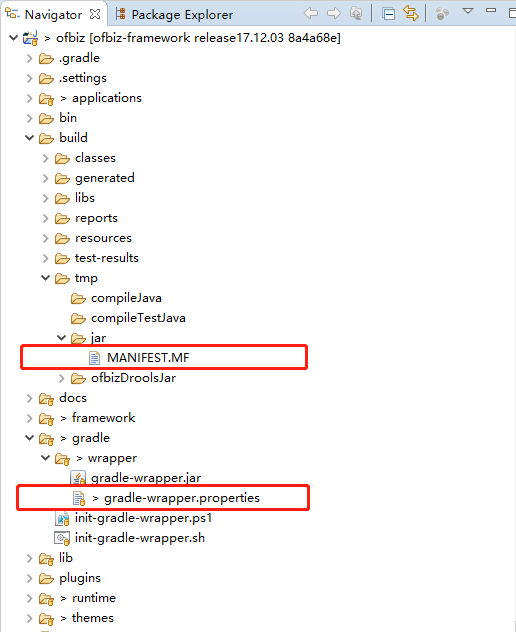 Navigator
Package Explorer
> ofbiz [ofbiz-framework release17.12.03 8a4a68e]
.gradle
.settings
> applications
bin
build
classes
generated
libs
reports
resources
test-results
tmp
compileJava
compileTestJava
jar
MANIFEST.MF
ofbizDroolsJar
docs
> framework
> gradle
> wrapper
gradle-wrapper.jar
> gradle-wrapper.properties
init-gradle-wrapper.ps1
init-gradle-wrapper.sh
lib
plugins
> runtime
> themes